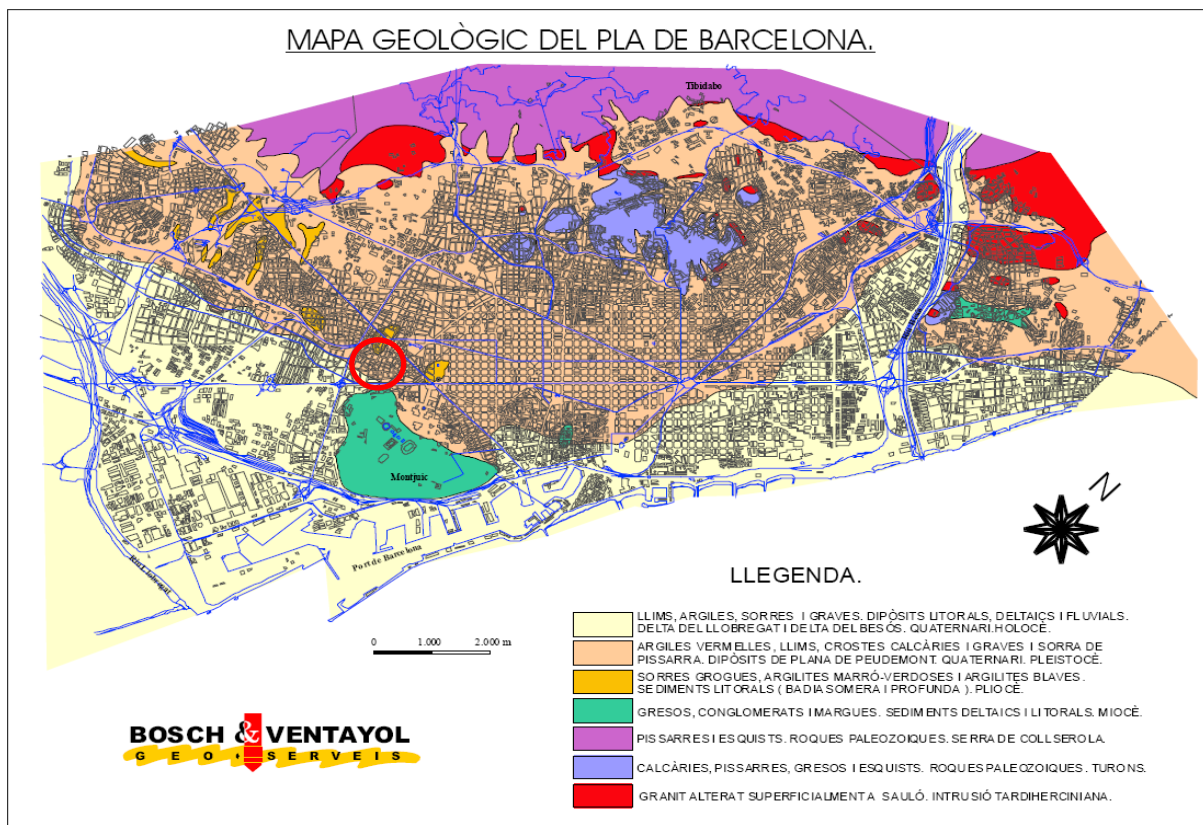 MAPA GEOLÒGIC DEL PLA DE BARCELONA.
Tibidabo
Montjuic
Port de Barcelona
0 1.000 2.000 m
N
LLEGENDA.
LLIMS, ARGILES, SORRES I GRAVES. DIPÒSITS LITORALS, DELTAICS I FLUVIALS.
DELTA DEL LLOBREGAT I DELTA DEL BESÓS. QUATERNARI.HOLOCÈ.
ARGILES VERMELLES, LLIMS, CROSTES CALCÀRIES I GRAVES I SORRA DE
PISSARRA. DIPÒSITS DE PLANA DE PEUDEMONT. QUATERNARI. PLEISTOCÈ.
SORRES GROGUES, ARGILITES MARRÓ-VERDOSES I ARGILITES BLAVES.
SEDIMENTS LITORALS ( BADIA SOMERA I PROFUNDA ). PLIOCÈ.
GRESOS, CONGLOMERATS I MARGUES. SEDIMENTS DELTAICS I LITORALS. MIOCÈ.
PISSARRES I ESQUISTS. ROQUES PALEOZOIQUES. SERRA DE COLLSEROLA.
CALCÀRIES, PISSARRES, GRESOS I ESQUISTS. ROQUES PALEOZOIQUES. TURONS.
GRANIT ALTERAT SUPERFICIALMENT A SAULÓ. INTRUSIÓ TARDIHERCINIANA.
BOSCH & VENTAYOL
GEO SERVEIS